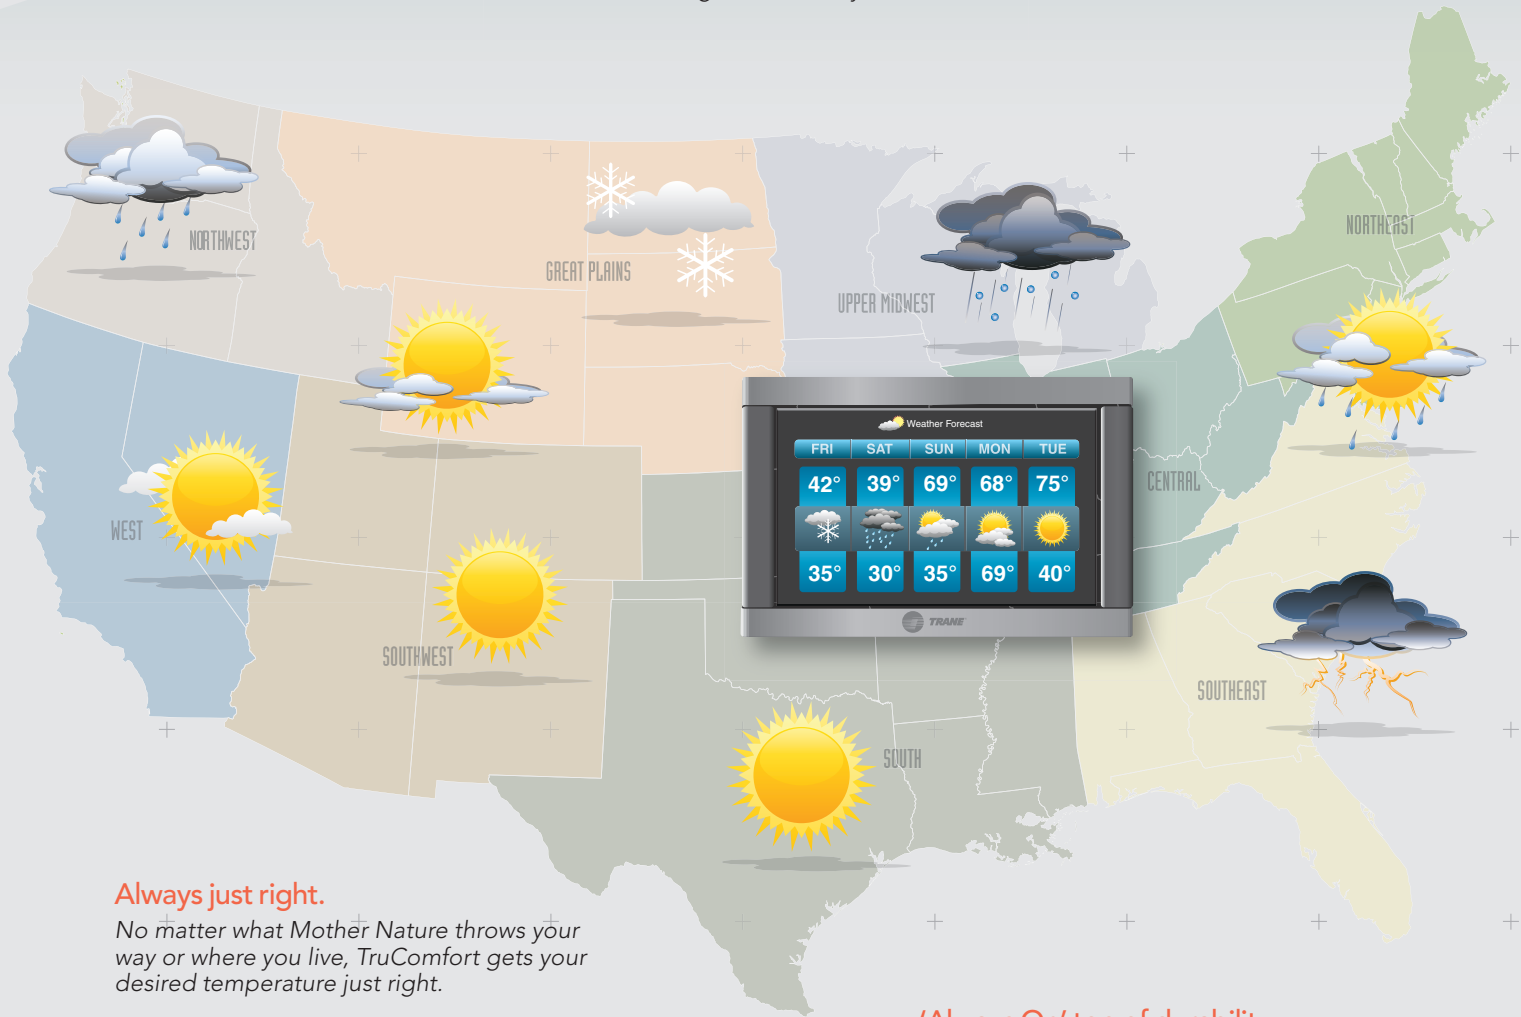 NORTHWEST
NORTHEAST
GREAT PLAINS
UPPER MiDWEST
Weather Forecast
FRI SAT SUN MON TUE
42° 39° 69° 68° 75°
35° 30° 35° 69° 40°
TRANE
CENTRAL
WEST
SOUTHWEST
SOUTHEAST
SOUTH
Always just right.
No matter what Mother Nature throws your
way or where you live, TruComfort gets your
desired temperature just right.